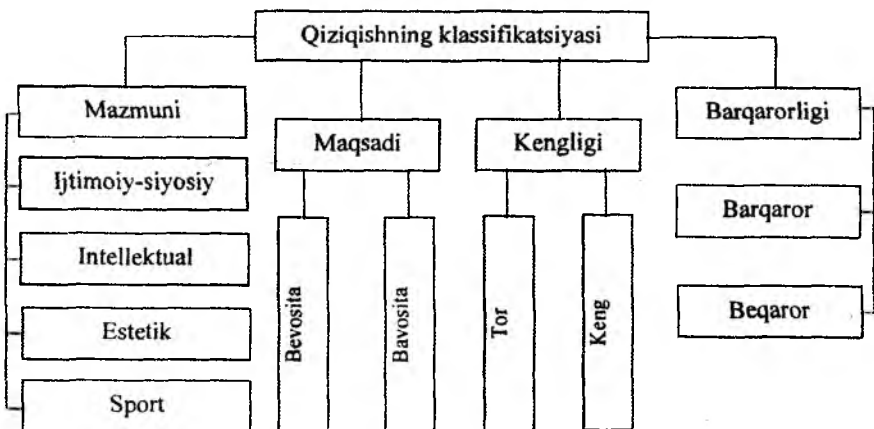 Qiziqishning klassifikatsiyasi
Mazmuni
Ijtimoiy-siyosiy
Intellektual
Estetik
Sport
Maqsadi
Bevosita
Bavosita
Kengligi
Tor
Keng
Barqarorligi
Barqaror
Beqaror